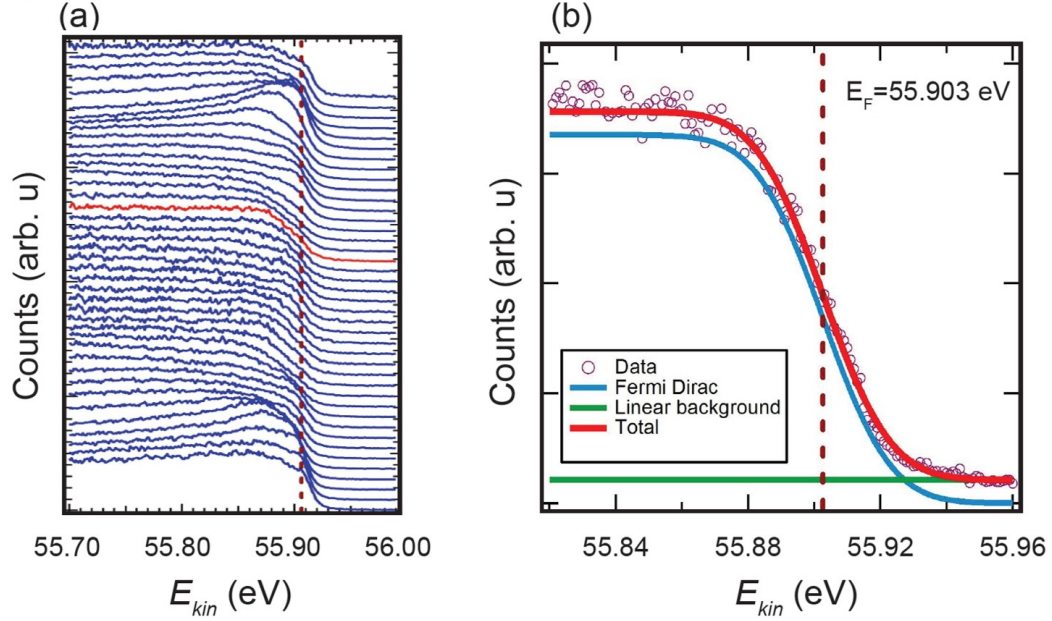 (a)
Counts (arb. u)
55.70 55.80 55.90 56.00
E_kin (eV)
(b)
Counts (arb. u)
E_F=55.903 eV
Data
Fermi Dirac
Linear background
Total
55.84 55.88 55.92 55.96
E_kin (eV)